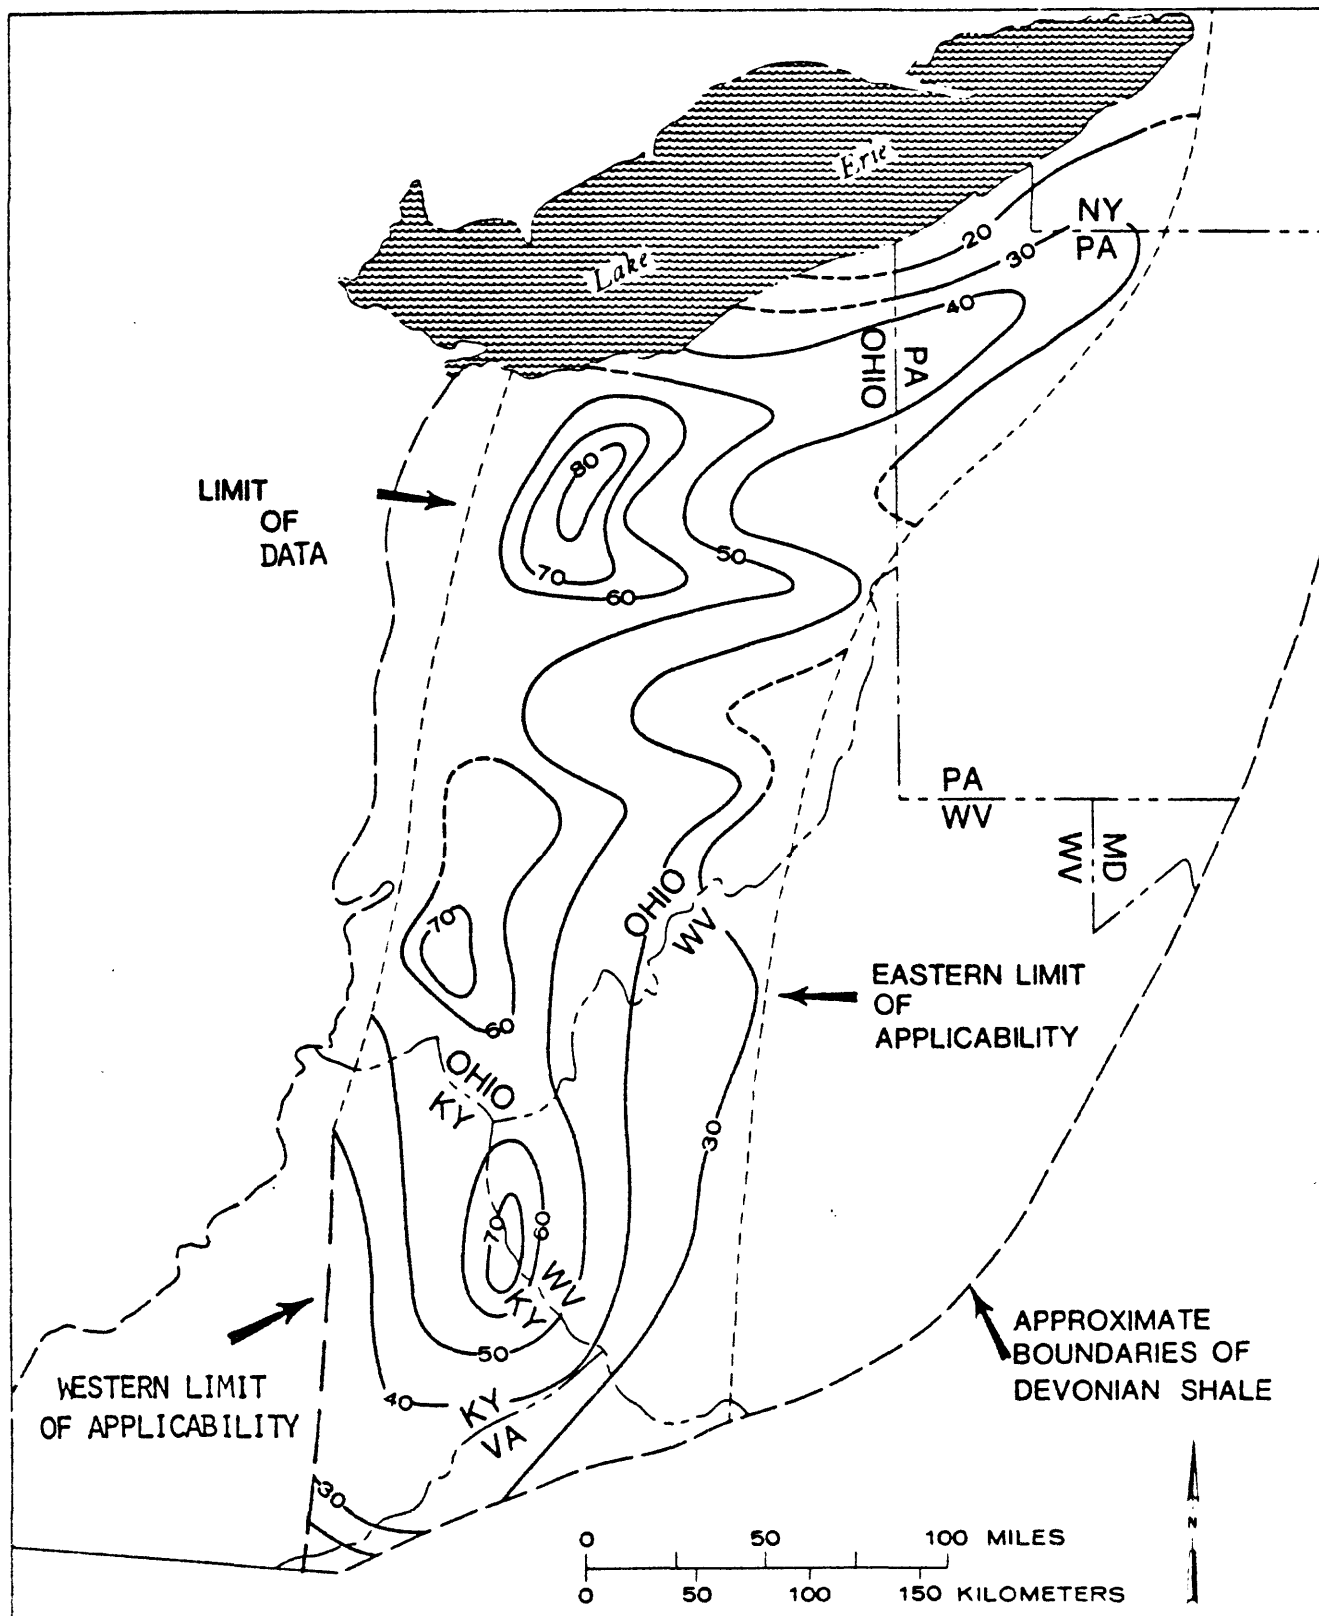 Erie
Lake
NY
PA
20
30
40
PA
OHIO
80
LIMIT
OF
DATA
50
70
60
PA
WV
MD
WV
OHIO
WV
70
EASTERN LIMIT
OF
APPLICABILITY
60
OHIO
KY
30
70
60
WV
KY
APPROXIMATE
BOUNDARIES OF
DEVONIAN SHALE
50
WESTERN LIMIT
OF APPLICABILITY
40
KY
VA
30
N
0 50 100 MILES
0 50 100 150 KILOMETERS